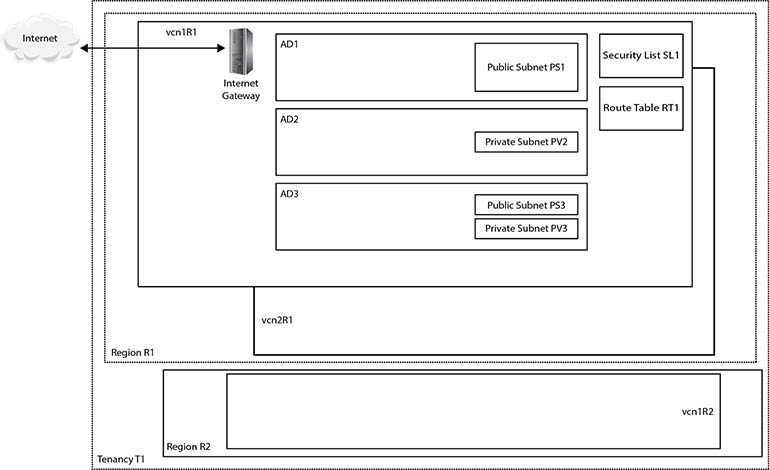 Internet
vcn1R1
Internet
Gateway
AD1
Public Subnet PS1
Security List SL1
Route Table RT1
AD2
Private Subnet PV2
AD3
Public Subnet PS3
Private Subnet PV3
vcn2R1
Region R1
vcn1R2
Region R2
Tenancy T1